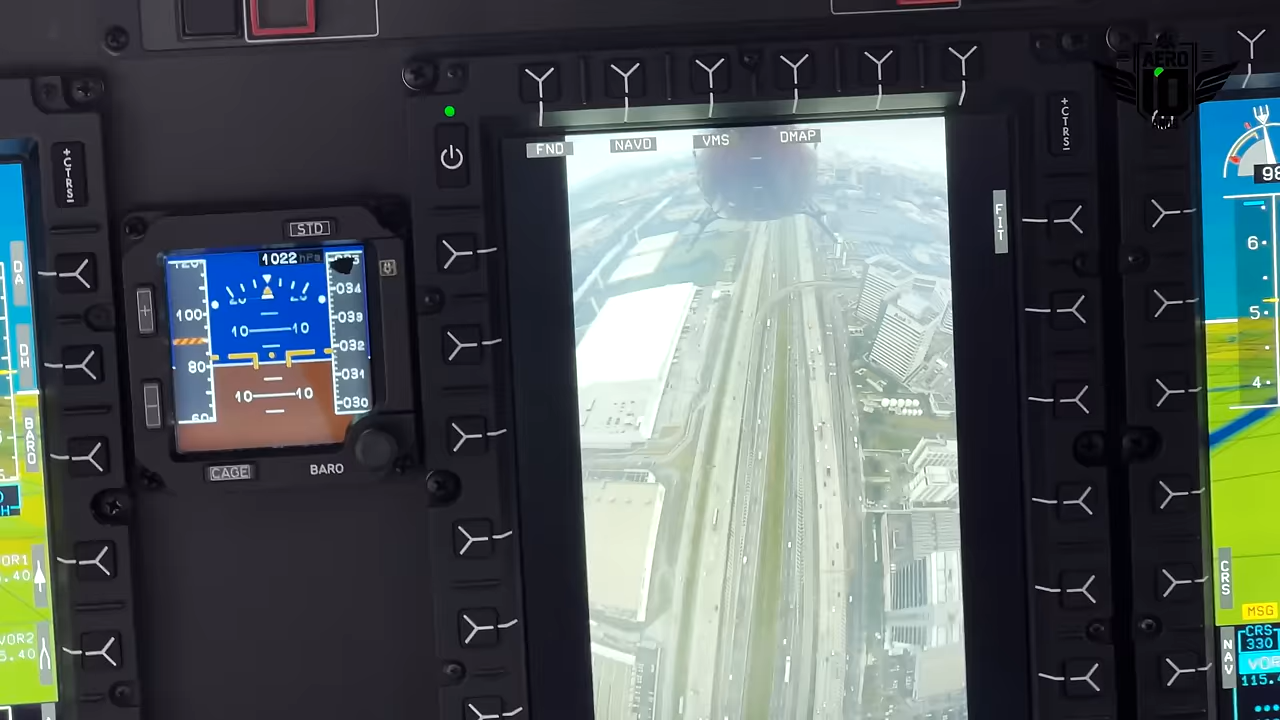 +
CTRS
-
DA
DH
BARO
VOR2
STD
1022 hPa
120
100
80
60
20 20
10 10
10 10
034
033
032
031
030
CAGE
BARO
FND NAVD VMS DMAP
FIT
+
CTRS
-
AERO
98
6
5
4
CRS
MSG
CRS
330
NAV
115.4